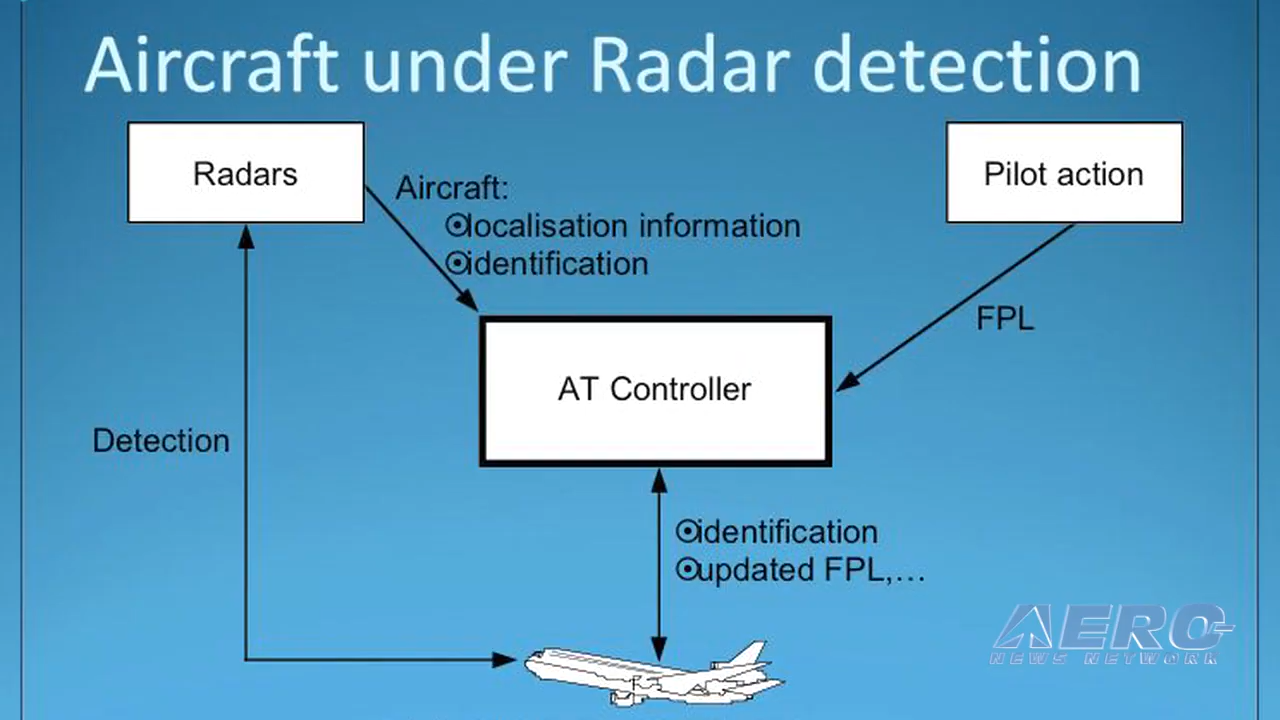 Aircraft under Radar detection
Radars
Pilot action
Aircraft:
localisation information
identification
FPL
AT Controller
Detection
identification
updated FPL,...
AERO
NEWS NETWORK